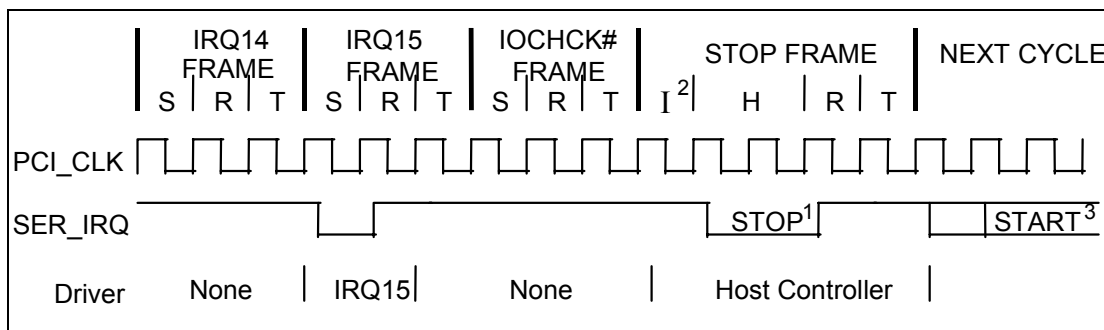 IRQ14 FRAME IRQ15 FRAME IOCHCK# FRAME STOP FRAME NEXT CYCLE
S R T S R T S R T I 2 H R T
PCI_CLK
SER_IRQ STOP1 START3
Driver None IRQ15 None Host Controller